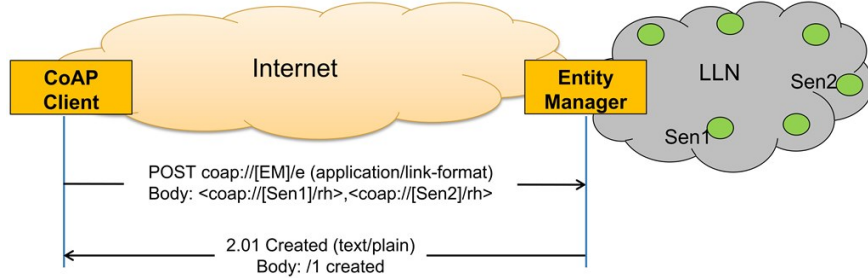 CoAP
Client
Internet
Entity
Manager
LLN
Sen2
Sen1
POST coap://[EM]/e (application/link-format)
Body: <coap://[Sen1]/rh>,<coap://[Sen2]/rh>
2.01 Created (text/plain)
Body: /1 created